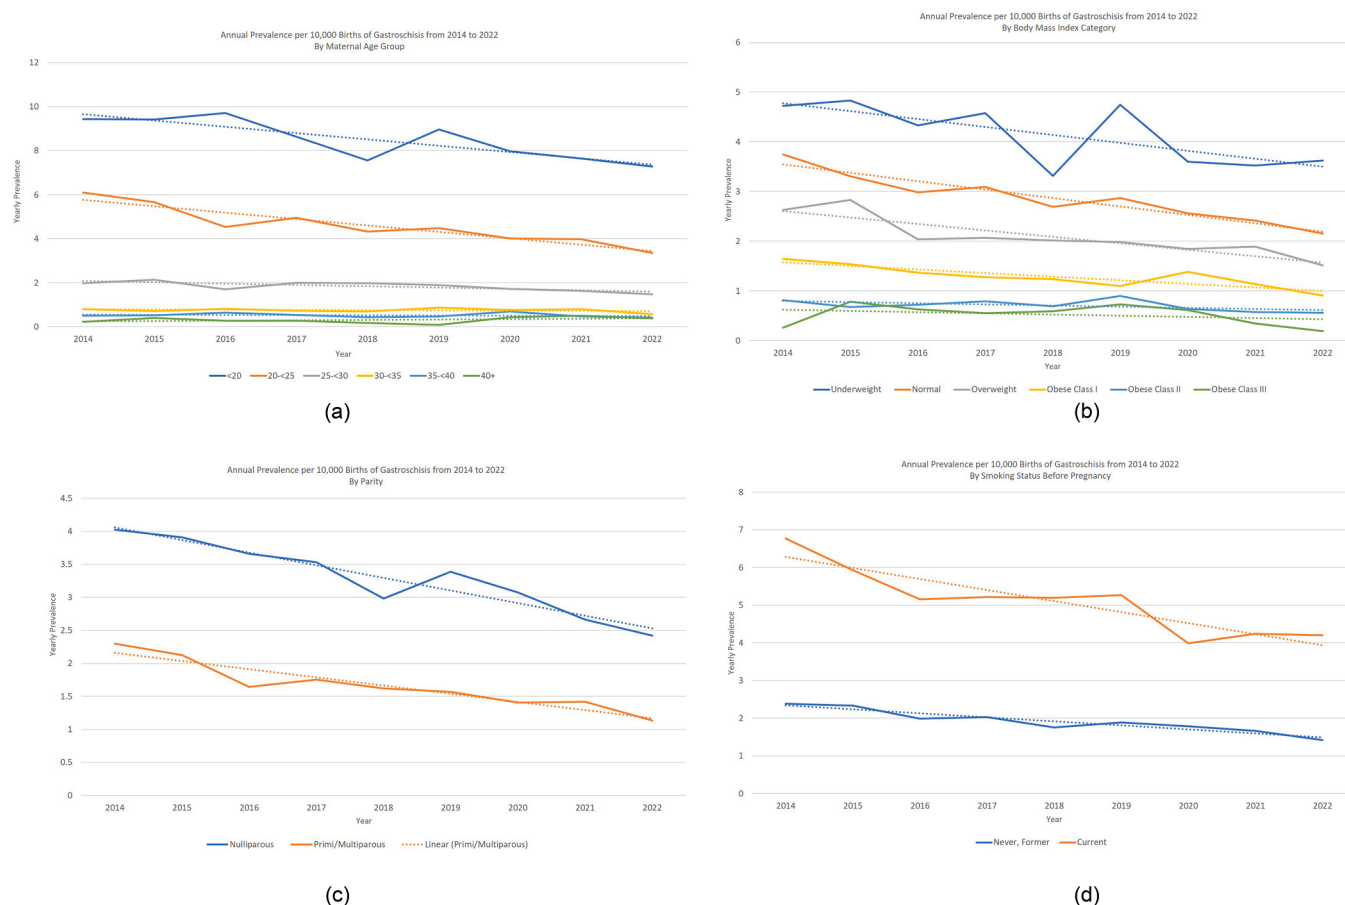 Annual Prevalence per 10,000 Births of Gastroschisis from 2014 to 2022
By Maternal Age Group
12
10
8
6
4
2
0
Yearly Prevalence
2014 2015 2016 2017 2018 2019 2020 2021 2022
Year
<20 20-<25 25-<30 30-<35 35-<40 40+
(a)
Annual Prevalence per 10,000 Births of Gastroschisis from 2014 to 2022
By Body Mass Index Category
6
5
4
3
2
1
0
Yearly Prevalence
2014 2015 2016 2017 2018 2019 2020 2021 2022
Year
Underweight Normal Overweight Obese Class I Obese Class II Obese Class III
(b)
Annual Prevalence per 10,000 Births of Gastroschisis from 2014 to 2022
By Parity
4.5
4
3.5
3
2.5
2
1.5
1
0.5
0
Yearly Prevalence
2014 2015 2016 2017 2018 2019 2020 2021 2022
Year
Nulliparous Primi/Multiparous Linear (Primi/Multiparous)
(c)
Annual Prevalence per 10,000 Births of Gastroschisis from 2014 to 2022
By Smoking Status Before Pregnancy
8
7
6
5
4
3
2
1
0
Yearly Prevalence
2014 2015 2016 2017 2018 2019 2020 2021 2022
Year
Never, Former Current
(d)